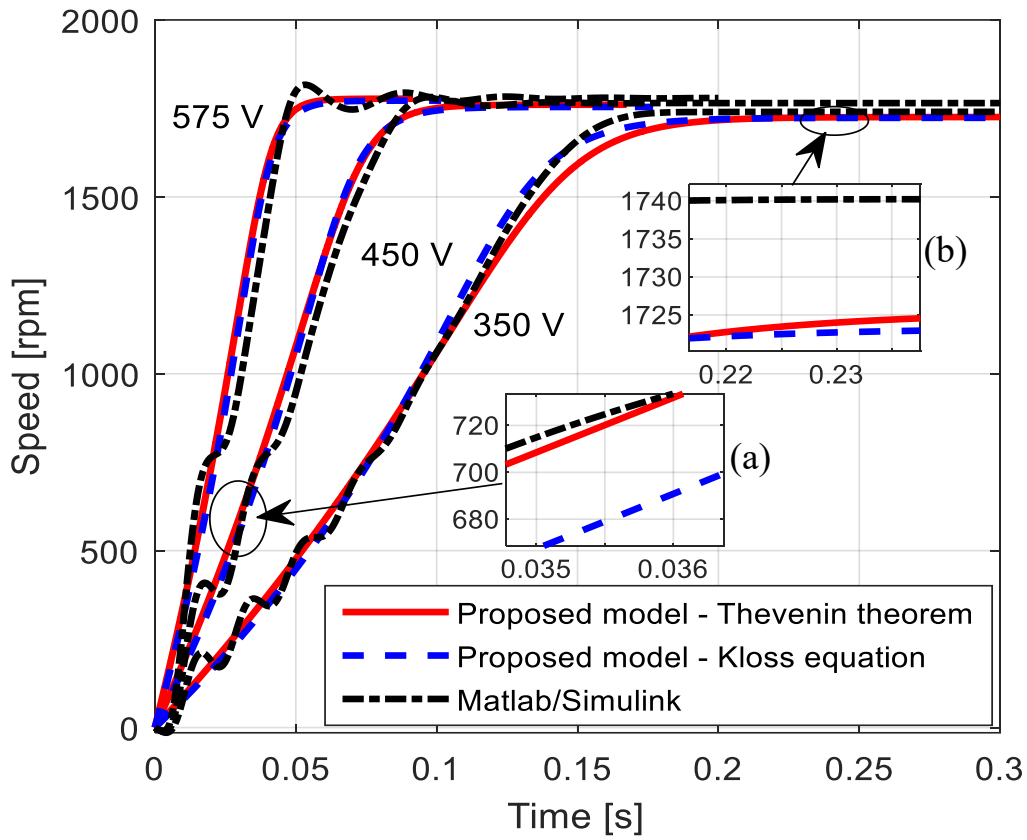 2000
1500
1000
500
0
Speed [rpm]
575 V
450 V
350 V
1740
1735
1730
1725
0.22 0.23
(b)
720
700
680
0.035 0.036
(a)
Proposed model - Thevenin theorem
Proposed model - Kloss equation
Matlab/Simulink
0 0.05 0.1 0.15 0.2 0.25 0.3
Time [s]